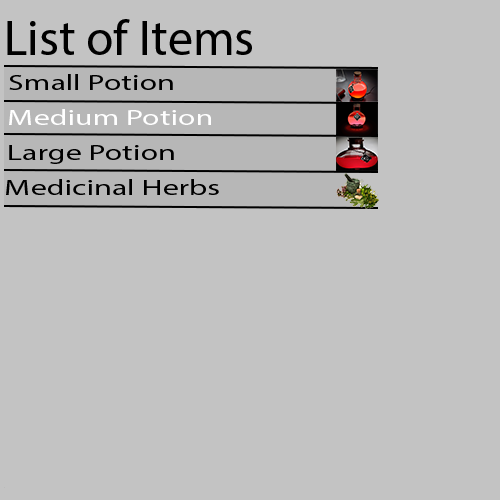 List of Items
Small Potion
Medium Potion
Large Potion
Medicinal Herbs